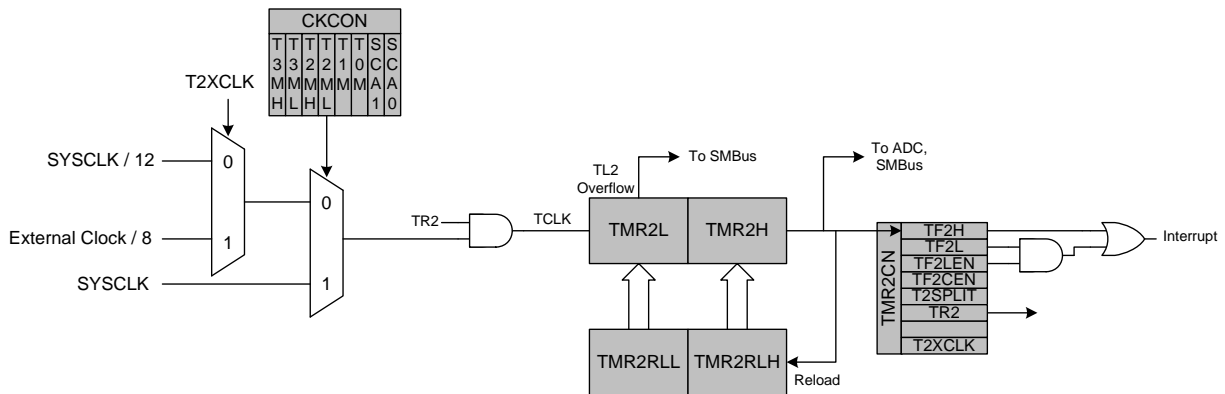 CKCON
T3MH
T3ML
T2MH
T2ML
T1M
T0M
SCA1
SCA0
T2XCLK
SYSCLK / 12
0
External Clock / 8
1
SYSCLK
0
1
TR2
TCLK
TL2
Overflow
To SMBus
To ADC,
SMBus
TMR2L
TMR2H
TMR2RLL
TMR2RLH
Reload
TMR2CN
TF2H
TF2L
TF2LEN
TF2CEN
T2SPLIT
TR2
T2XCLK
Interrupt